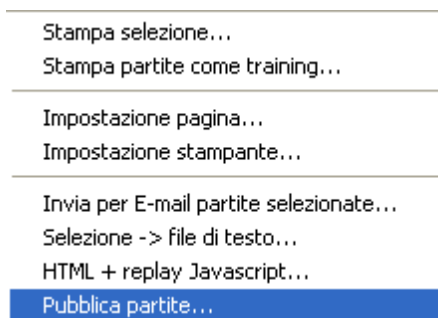 Stampa selezione...
Stampa partite come training...
Impostazione pagina...
Impostazione stampante...
Invia per E-mail partite selezionate...
Selezione -> file di testo...
HTML + replay Javascript...
Pubblica partite...